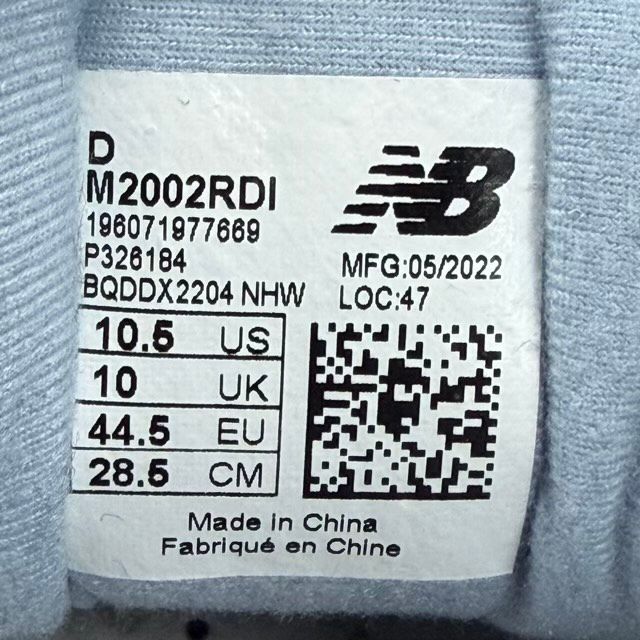 D
M2002RDI
196071977669
P326184
BQDDX2204 NHW
NB
MFG:05/2022
LOC:47
10.5 US
10 UK
44.5 EU
28.5 CM
Made in China
Fabriqué en Chine